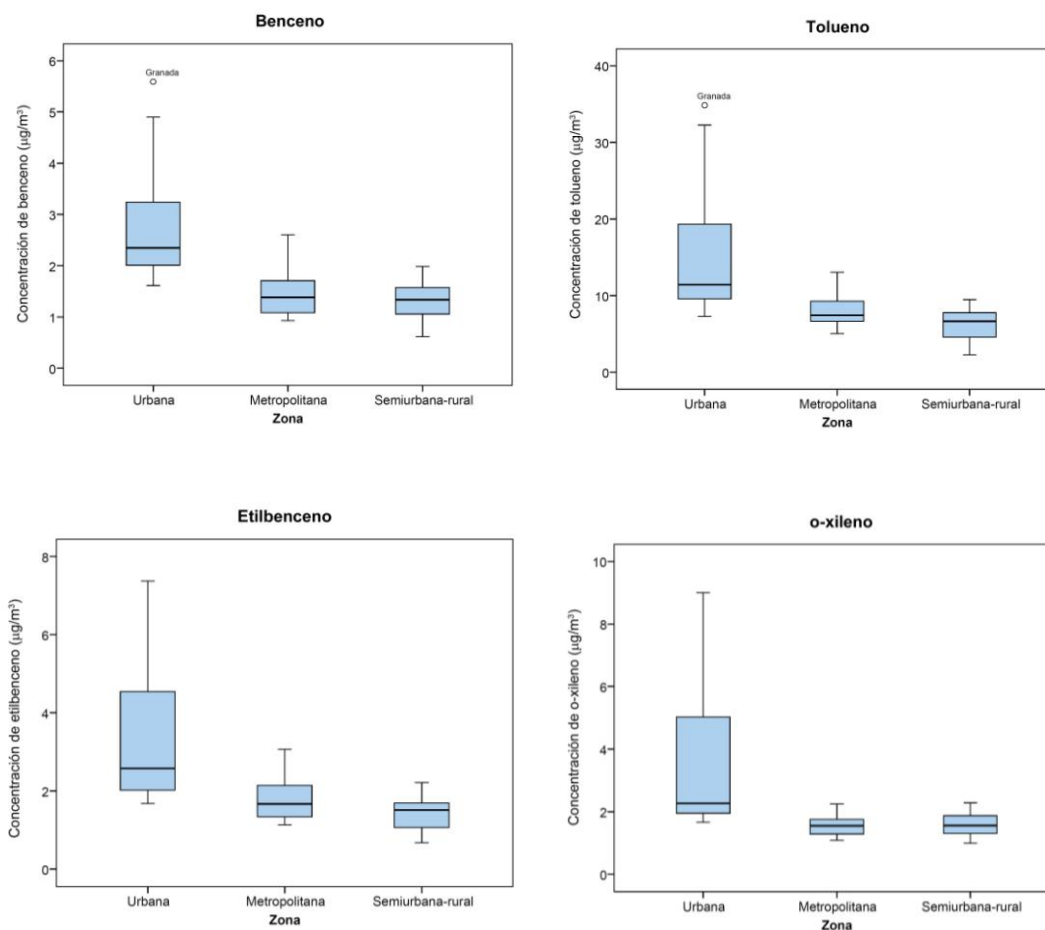 Benceno
Concentración de benceno (µg/m³)
6
5
4
3
2
1
0
Granada
Urbana
Metropolitana
Semiurbana-rural
Zona
Tolueno
Concentración de tolueno (µg/m³)
40
30
20
10
0
Granada
Urbana
Metropolitana
Semiurbana-rural
Zona
Etilbenceno
Concentración de etilbenceno (µg/m³)
8
6
4
2
0
Urbana
Metropolitana
Semiurbana-rural
Zona
o-xileno
Concentración de o-xileno (µg/m³)
10
8
6
4
2
0
Urbana
Metropolitana
Semiurbana-rural
Zona